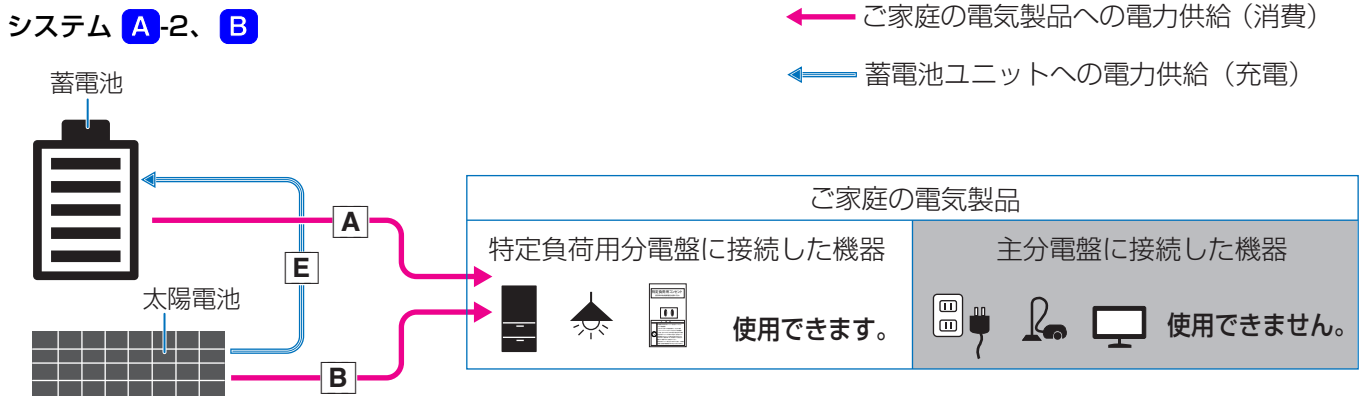 システム A-2、 B
ご家庭の電気製品への電力供給（消費）
蓄電池ユニットへの電力供給（充電）
蓄電池
A
E
太陽電池
B
ご家庭の電気製品
特定負荷用分電盤に接続した機器
使用できます。
主分電盤に接続した機器
使用できません。